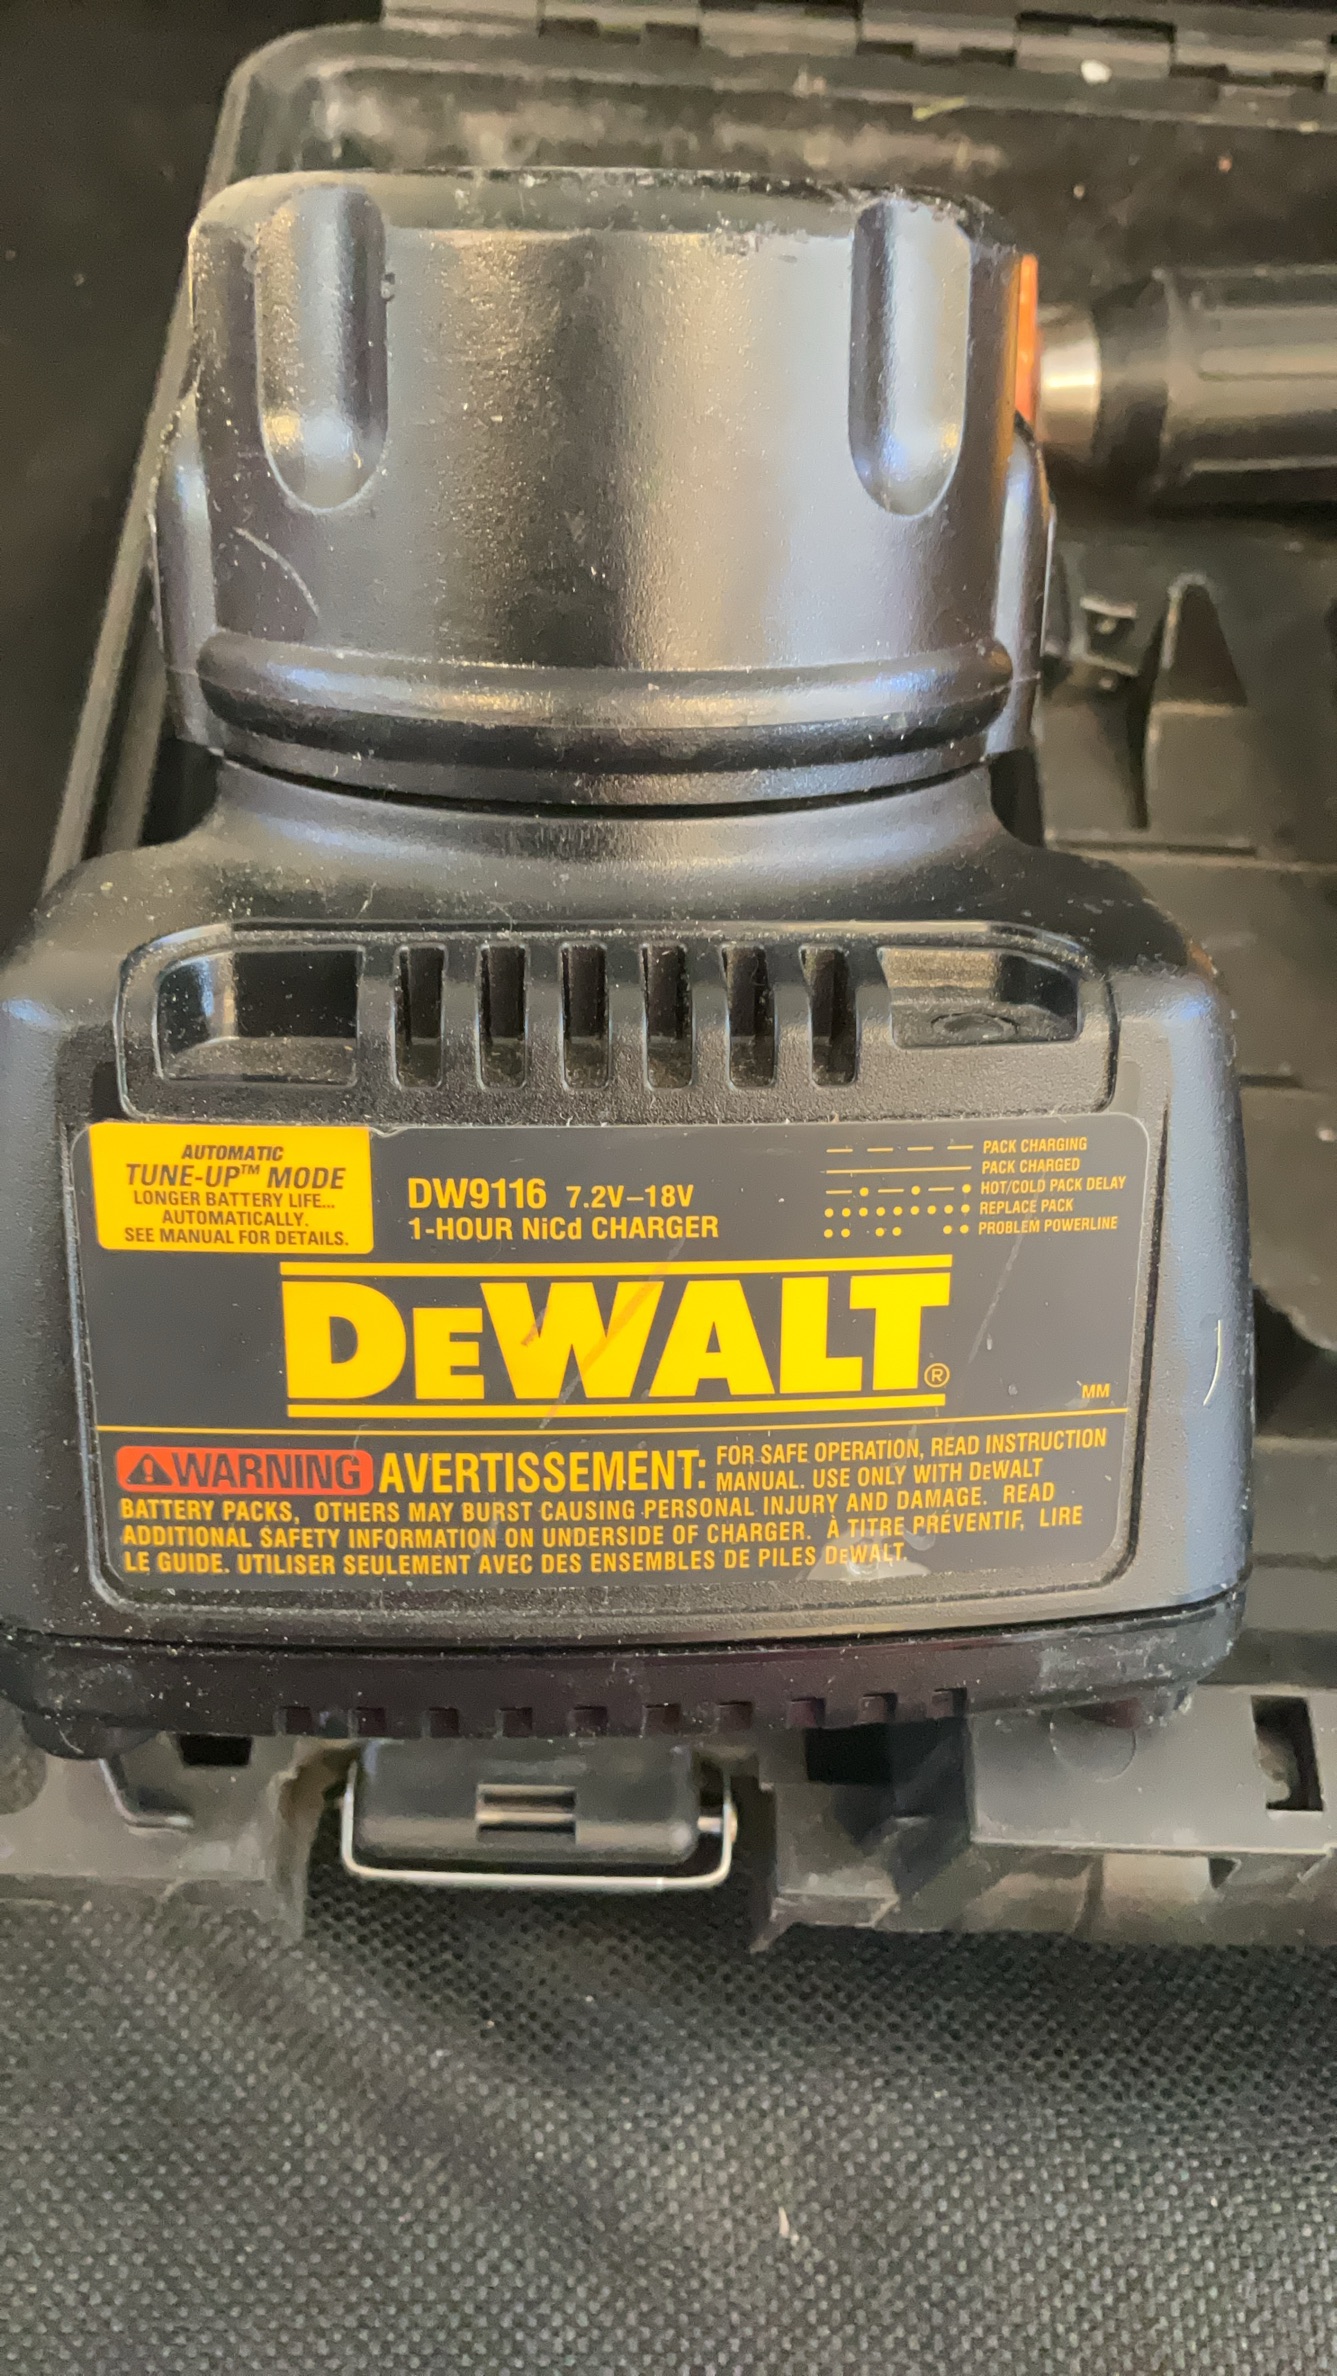 AUTOMATIC
TUNE-UP™ MODE
LONGER BATTERY LIFE...
AUTOMATICALLY.
SEE MANUAL FOR DETAILS.
DW9116 7.2V–18V
1-HOUR NiCd CHARGER
PACK CHARGING
PACK CHARGED
HOT/COLD PACK DELAY
REPLACE PACK
PROBLEM POWERLINE
DEWALT®
MM
WARNING AVERTISSEMENT: FOR SAFE OPERATION, READ INSTRUCTION
MANUAL. USE ONLY WITH DEWALT
BATTERY PACKS, OTHERS MAY BURST CAUSING PERSONAL INJURY AND DAMAGE. READ
ADDITIONAL SAFETY INFORMATION ON UNDERSIDE OF CHARGER. À TITRE PRÉVENTIF, LIRE
LE GUIDE. UTILISER SEULEMENT AVEC DES ENSEMBLES DE PILES DEWALT.